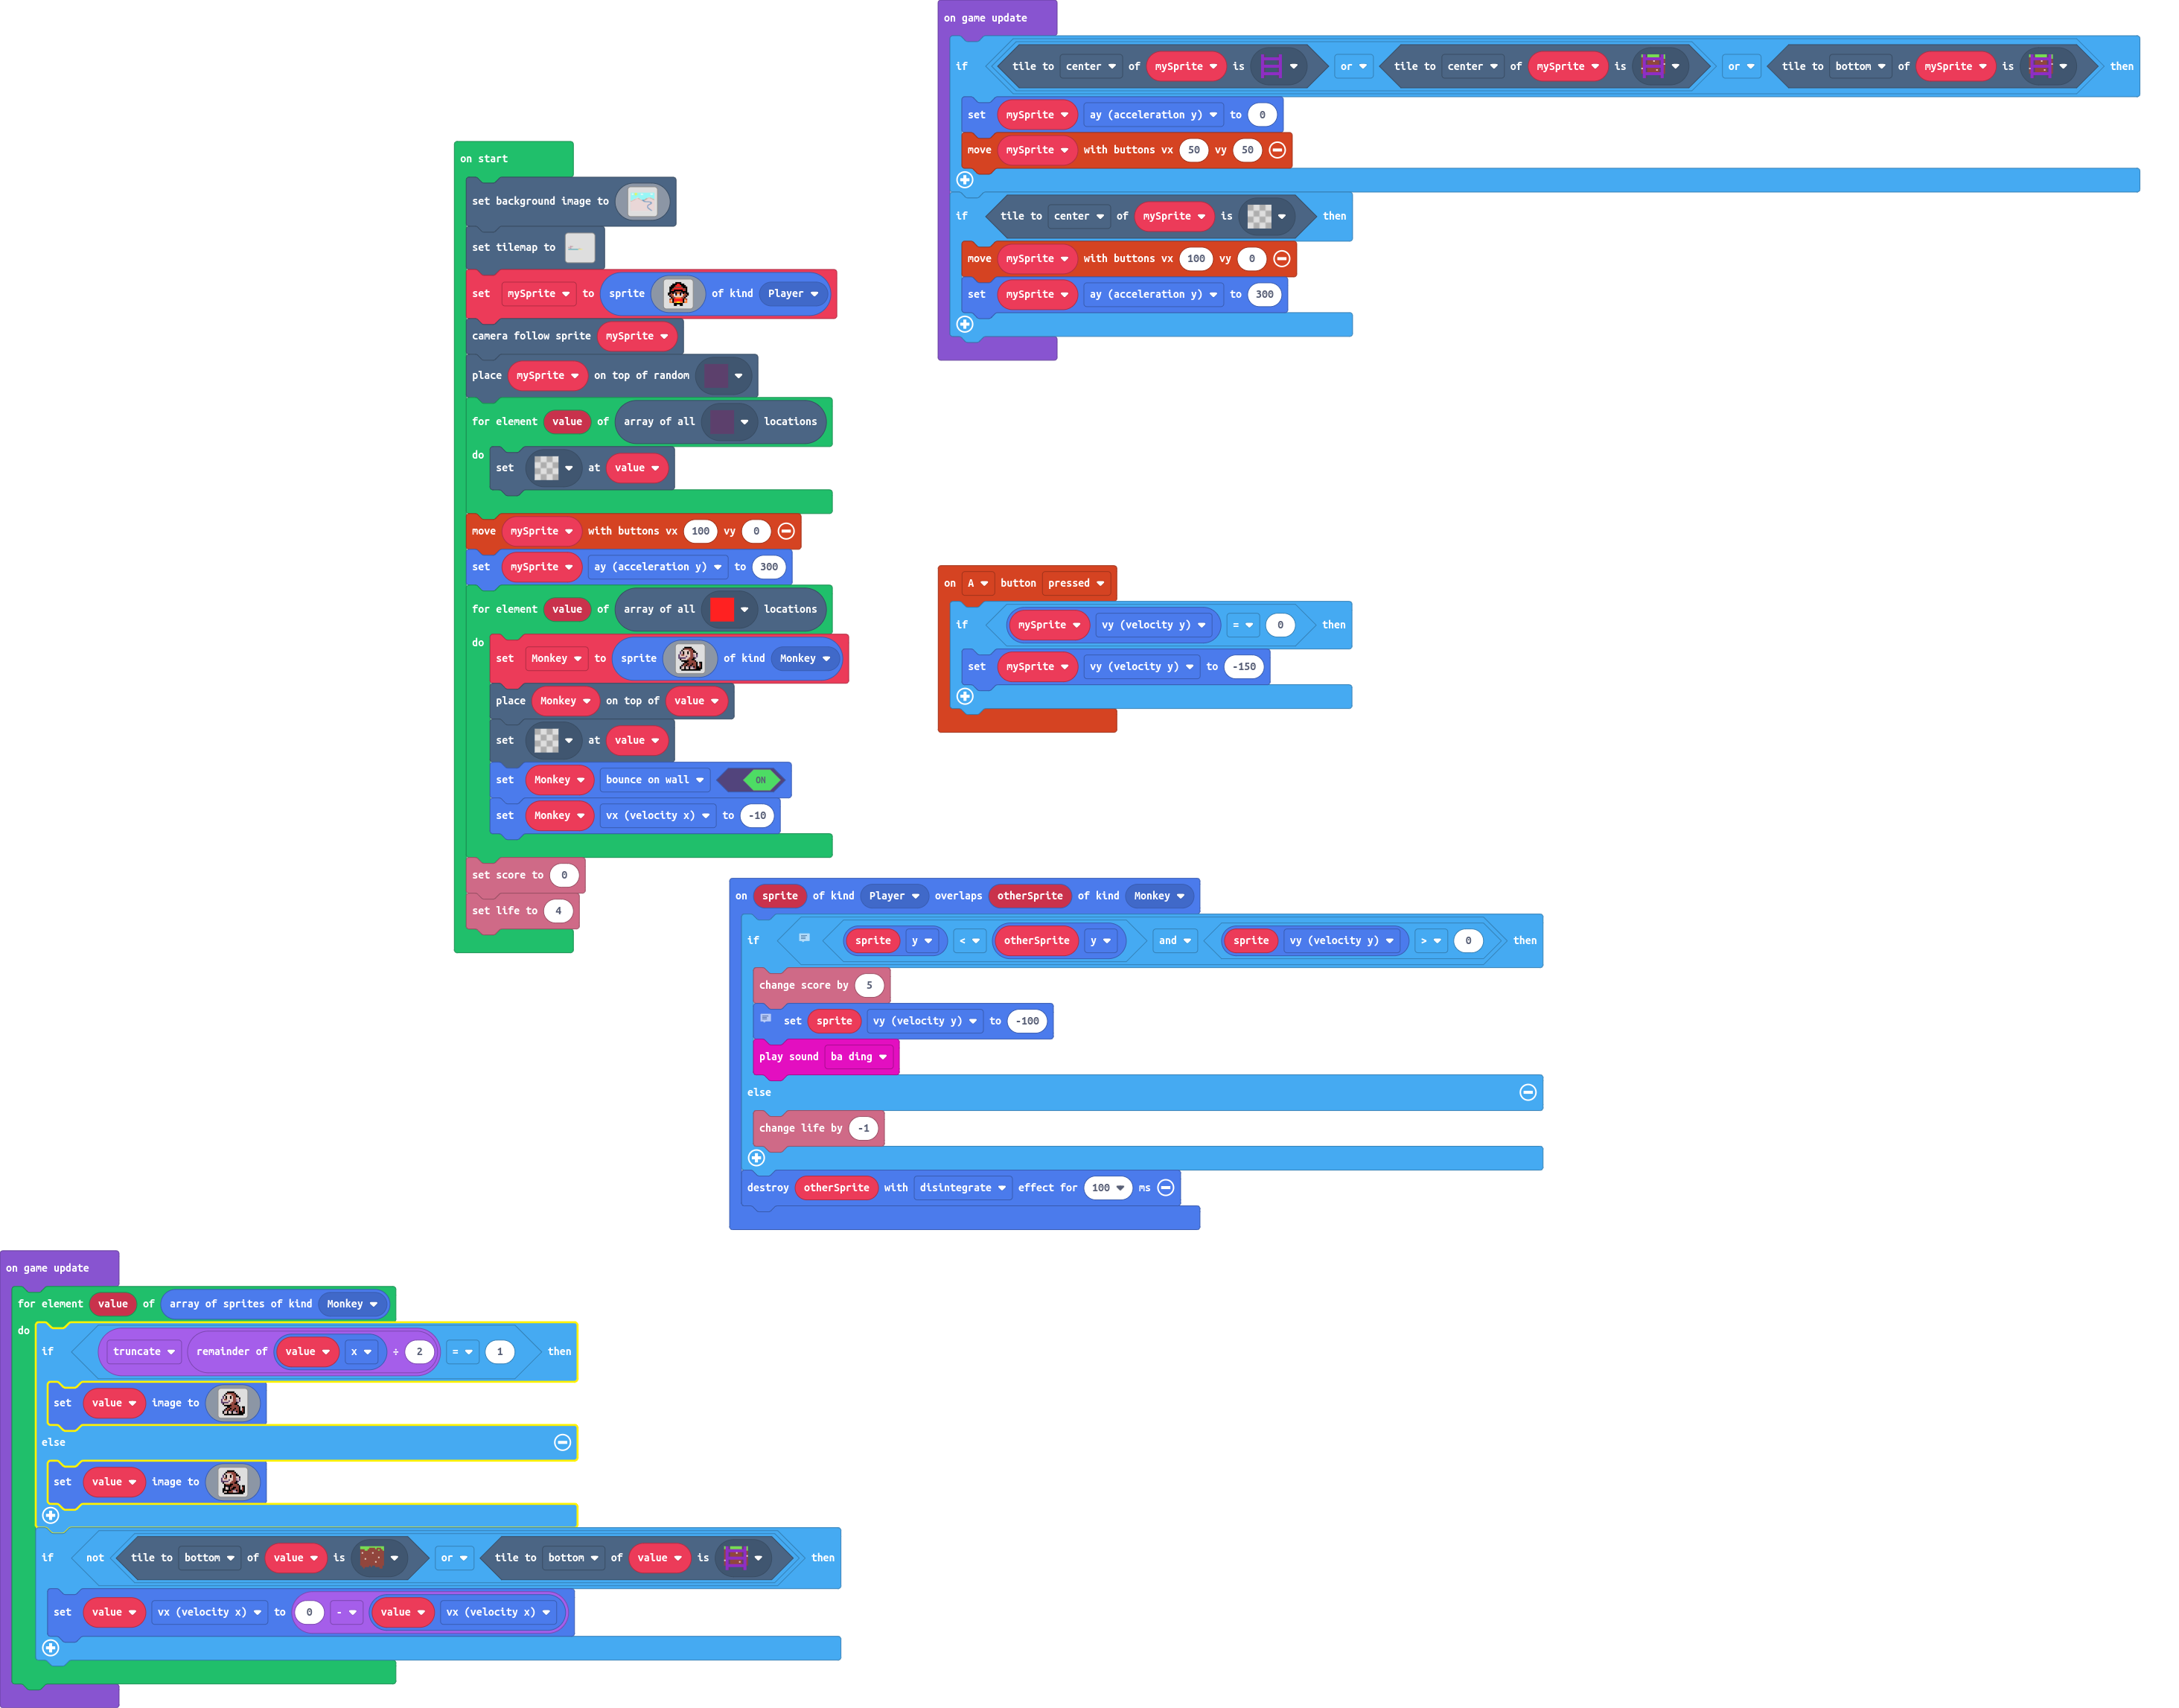 on game update
if tile to center of mySprite is or tile to center of mySprite is or tile to bottom of mySprite is then
set mySprite ay (acceleration y) to 0
move mySprite with buttons vx 50 vy 50
if tile to center of mySprite is then
move mySprite with buttons vx 100 vy 0
set mySprite ay (acceleration y) to 300
on start
set background image to
set tilemap to
set mySprite to sprite of kind Player
camera follow sprite mySprite
place mySprite on top of random
for element value of array of all locations
do set at value
move mySprite with buttons vx 100 vy 0
set mySprite ay (acceleration y) to 300
for element value of array of all locations
do set Monkey to sprite of kind Monkey
place Monkey on top of value
set at value
set Monkey bounce on wall ON
set Monkey vx (velocity x) to -10
set score to 0
set life to 4
on A button pressed
if mySprite vy (velocity y) = 0 then
set mySprite vy (velocity y) to -150
on sprite of kind Player overlaps otherSprite of kind Monkey
if sprite y < otherSprite y and sprite vy (velocity y) > 0 then
change score by 5
set sprite vy (velocity y) to -100
play sound ba ding
else
change life by -1
destroy otherSprite with disintegrate effect for 100 ms
on game update
for element value of array of sprites of kind Monkey
do
if truncate remainder of value x ÷ 2 = 1 then
set value image to
else
set value image to
if not tile to bottom of value is or tile to bottom of value is then
set value vx (velocity x) to 0 - value vx (velocity x)